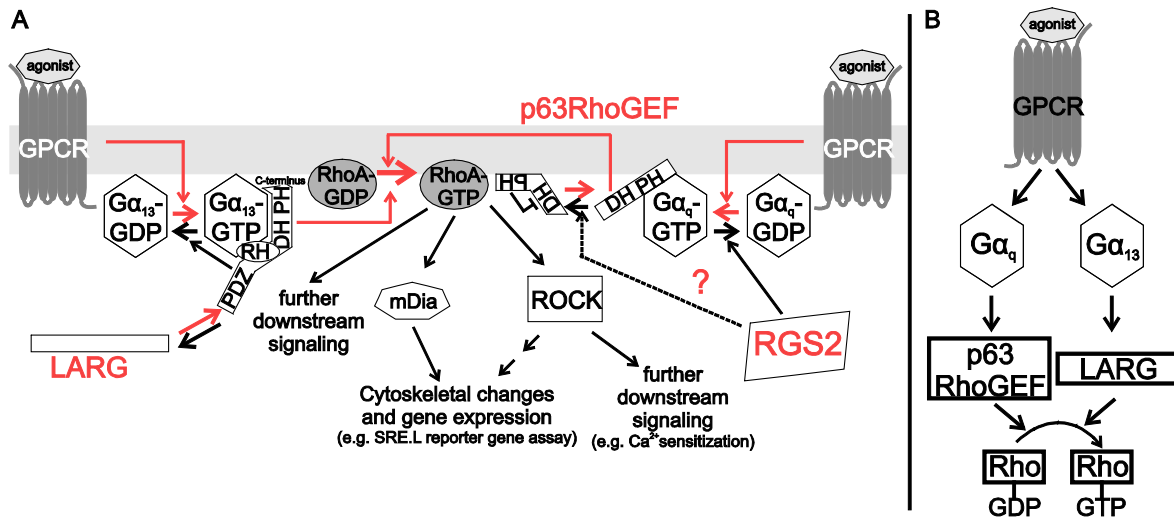 A
agonist
GPCR
Gα13-
GDP
Gα13-
GTP
C-terminus
DH PH
RH
PDZ
LARG
RhoA-
GDP
RhoA-
GTP
p63RhoGEF
PH
DH
DH PH
Gαq-
GTP
Gαq-
GDP
agonist
GPCR
further
downstream
signaling
mDia
ROCK
?
RGS2
Cytoskeletal changes
and gene expression
(e.g. SRE.L reporter gene assay)
further
downstream
signaling
(e.g. Ca2+sensitization)
B
agonist
GPCR
Gαq
Gα13
p63
RhoGEF
LARG
Rho
GDP
Rho
GTP